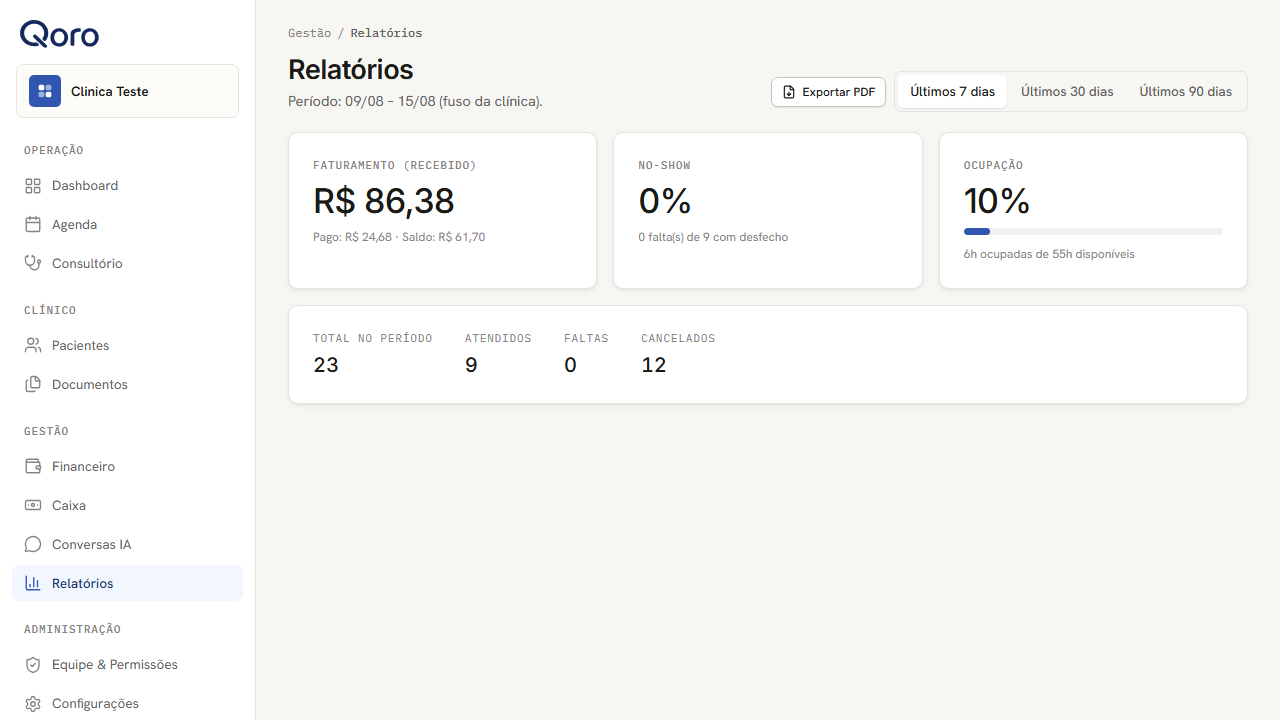 Qoro
Clinica Teste
OPERAÇÃO
Dashboard
Agenda
Consultório
CLÍNICO
Pacientes
Documentos
GESTÃO
Financeiro
Caixa
Conversas IA
Relatórios
ADMINISTRAÇÃO
Equipe & Permissões
Configurações
Gestão / Relatórios
Relatórios
Período: 09/08 – 15/08 (fuso da clínica).
Exportar PDF
Últimos 7 dias
Últimos 30 dias
Últimos 90 dias
FATURAMENTO (RECEBIDO)
R$ 86,38
Pago: R$ 24,68 · Saldo: R$ 61,70
NO-SHOW
0%
0 falta(s) de 9 com desfecho
OCUPAÇÃO
10%
6h ocupadas de 55h disponíveis
TOTAL NO PERÍODO
23
ATENDIDOS
9
FALTAS
0
CANCELADOS
12